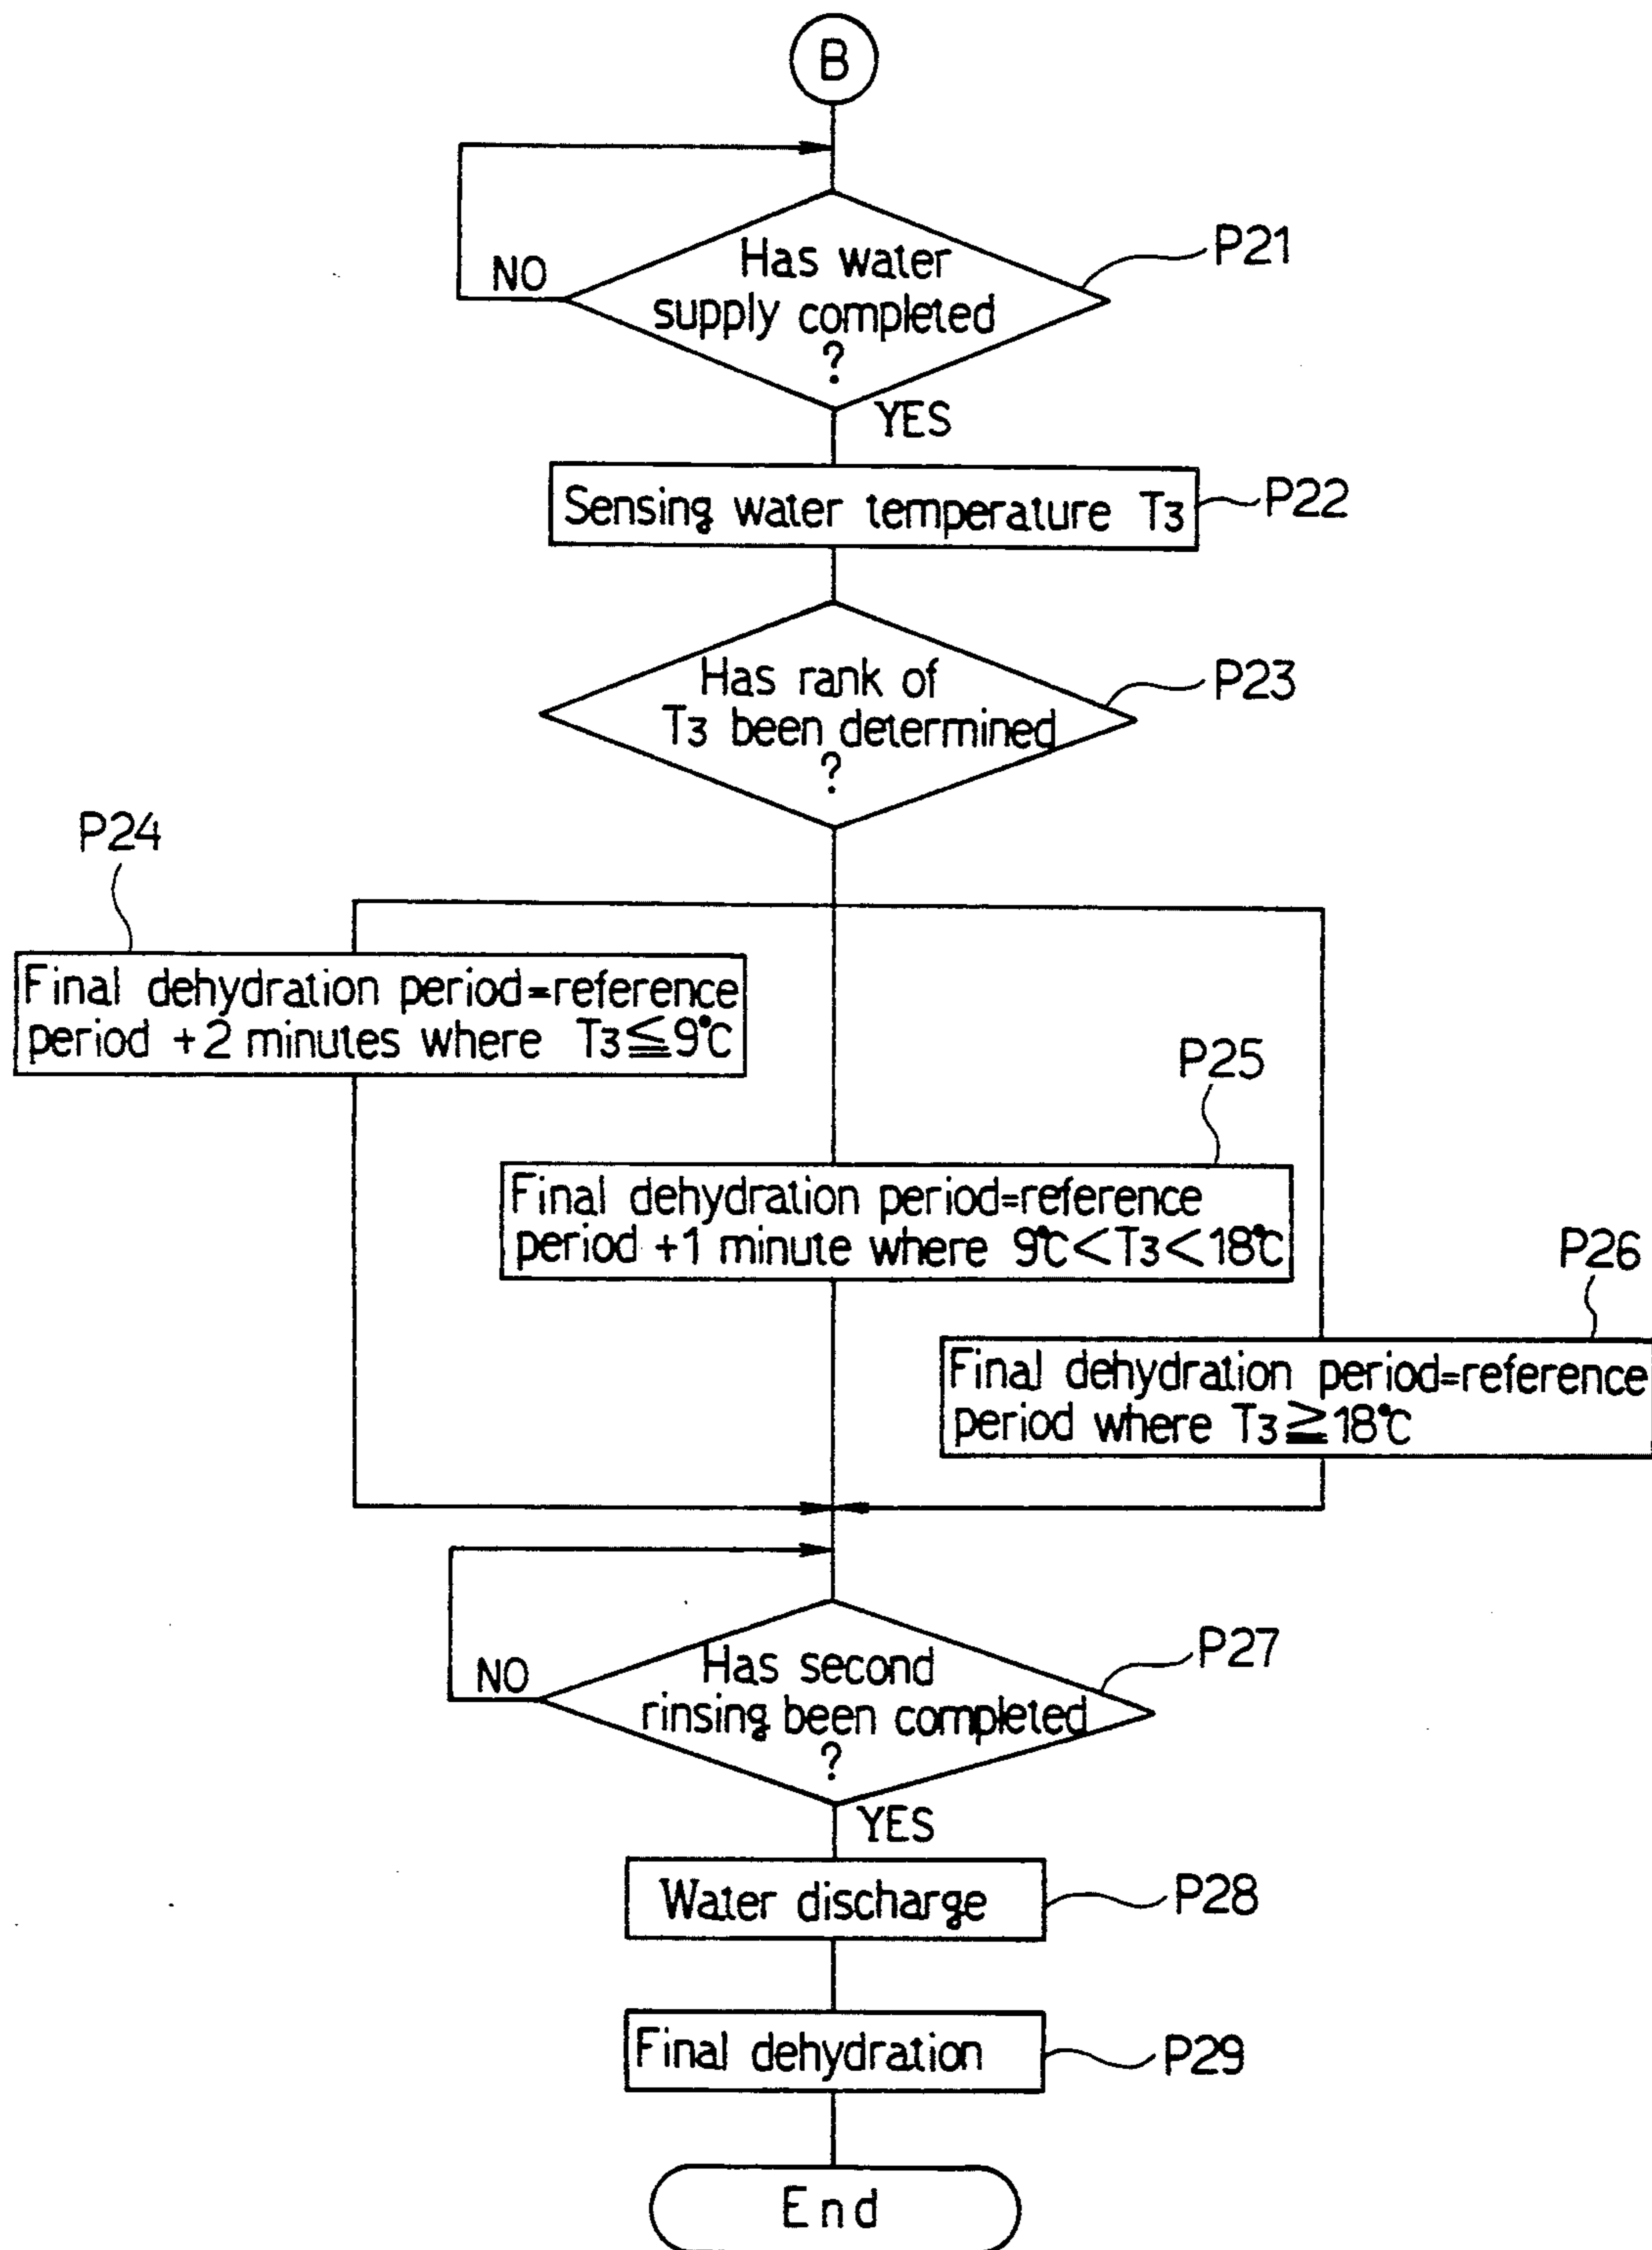 B
Has water
supply completed
?
NO
P21
YES
Sensing water temperature T3
P22
Has rank of
T3 been determined
?
P23
P24
Final dehydration period=reference
period +2 minutes where T3≦9℃
P25
Final dehydration period=reference
period +1 minute where 9℃<T3<18℃
P26
Final dehydration period=reference
period where T3≧18℃
Has second
rinsing been completed
?
NO
P27
YES
Water discharge
P28
Final dehydration
P29
End